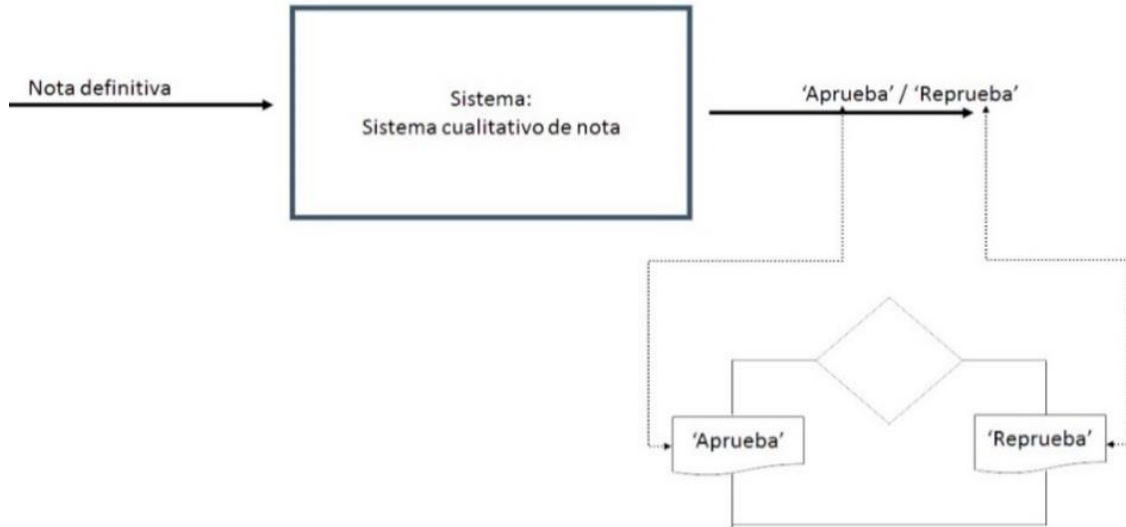 Nota definitiva
Sistema:
Sistema cualitativo de nota
‘Aprueba’ / ‘Reprueba’
‘Aprueba’
‘Reprueba’